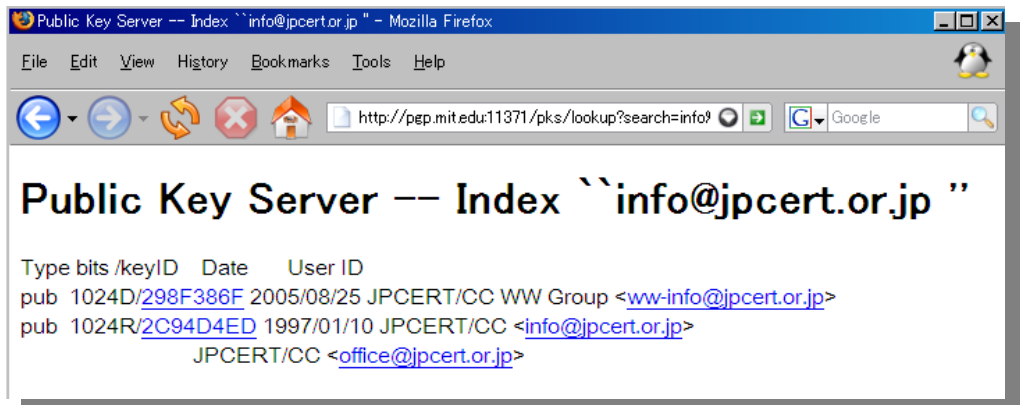 Public Key Server -- Index ``info@jpcert.or.jp '' - Mozilla Firefox
File Edit View History Bookmarks Tools Help
http://pgp.mit.edu:11371/pks/lookup?search=info% G Google
Public Key Server -- Index ``info@jpcert.or.jp ''
Type bits /keyID Date User ID
pub 1024D/298F386F 2005/08/25 JPCERT/CC WW Group <ww-info@jpcert.or.jp>
pub 1024R/2C94D4ED 1997/01/10 JPCERT/CC <info@jpcert.or.jp>
JPCERT/CC <office@jpcert.or.jp>